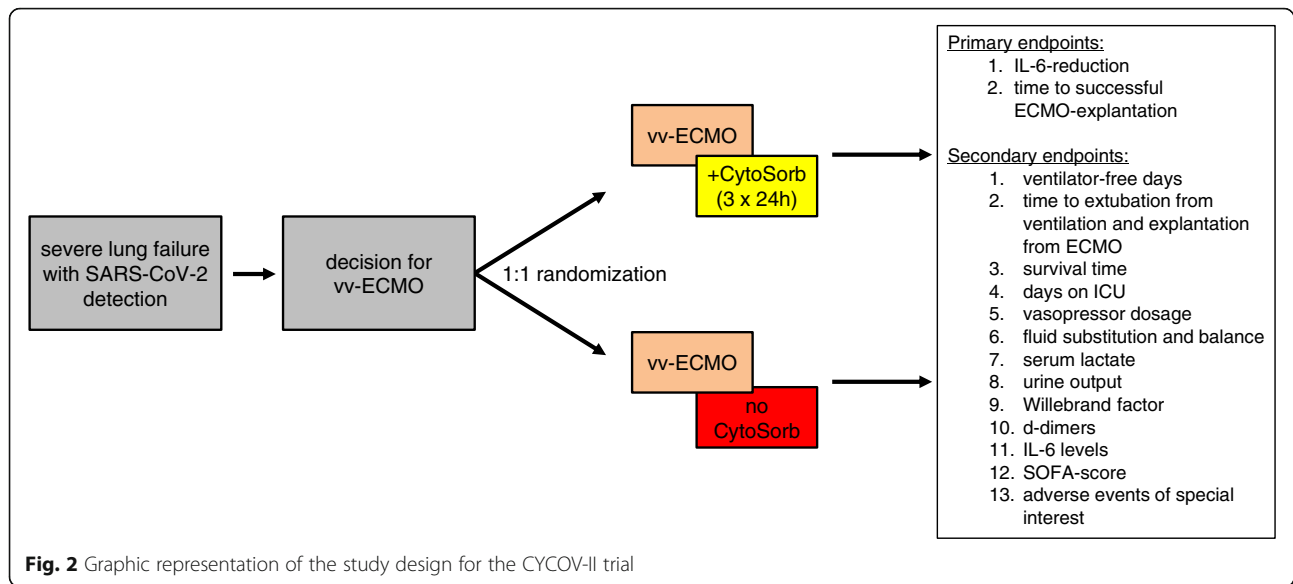 severe lung failure
with SARS-CoV-2
detection
decision for
vv-ECMO
1:1 randomization
vv-ECMO
+CytoSorb
(3 x 24h)
vv-ECMO
no
CytoSorb
Primary endpoints:
1. IL-6-reduction
2. time to successful
ECMO-explantation
Secondary endpoints:
1. ventilator-free days
2. time to extubation from
ventilation and explantation
from ECMO
3. survival time
4. days on ICU
5. vasopressor dosage
6. fluid substitution and balance
7. serum lactate
8. urine output
9. Willebrand factor
10. d-dimers
11. IL-6 levels
12. SOFA-score
13. adverse events of special
interest
Fig. 2 Graphic representation of the study design for the CYCOV-II trial